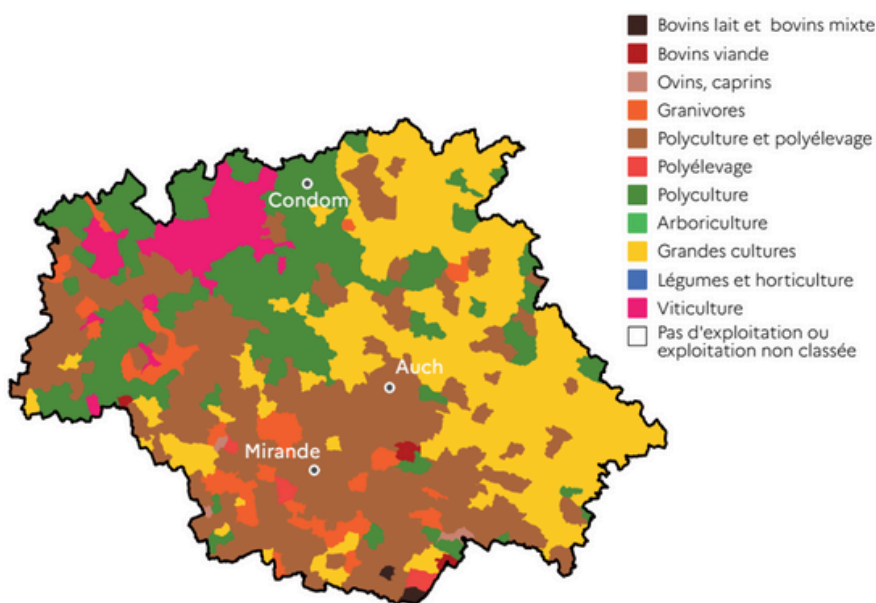 Bovins lait et  bovins mixte
Bovins viande
Ovins, caprins
Granivores
Polyculture et polyélevage
Polyélevage
Polyculture
Arboriculture
Grandes cultures
Légumes et horticulture
Viticulture
Pas d'exploitation ou
exploitation non classée
Condom
Auch
Mirande